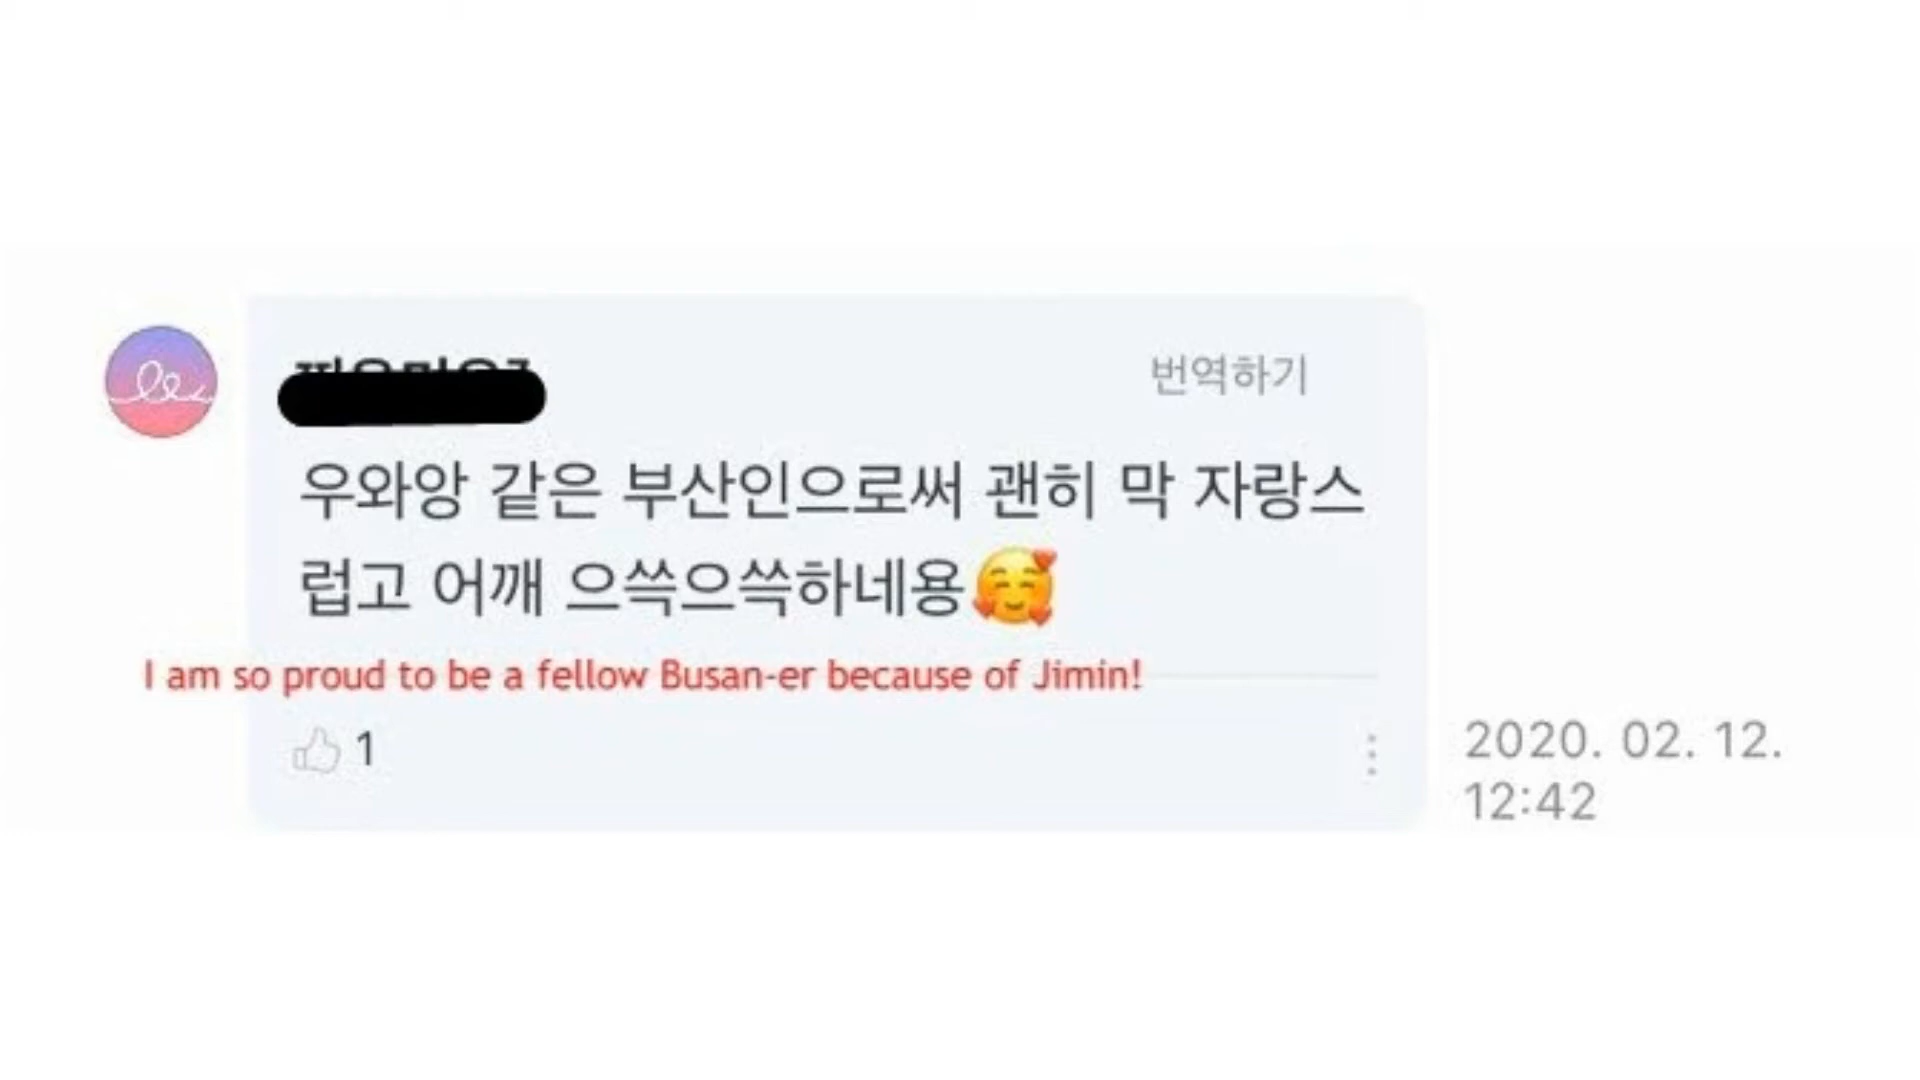 번역하기
우와앙 같은 부산인으로써 괜히 막 자랑스
럽고 어깨 으쓱으쓱하네용🥰
I am so proud to be a fellow Busan-er because of Jimin!
1
2020. 02. 12.
12:42